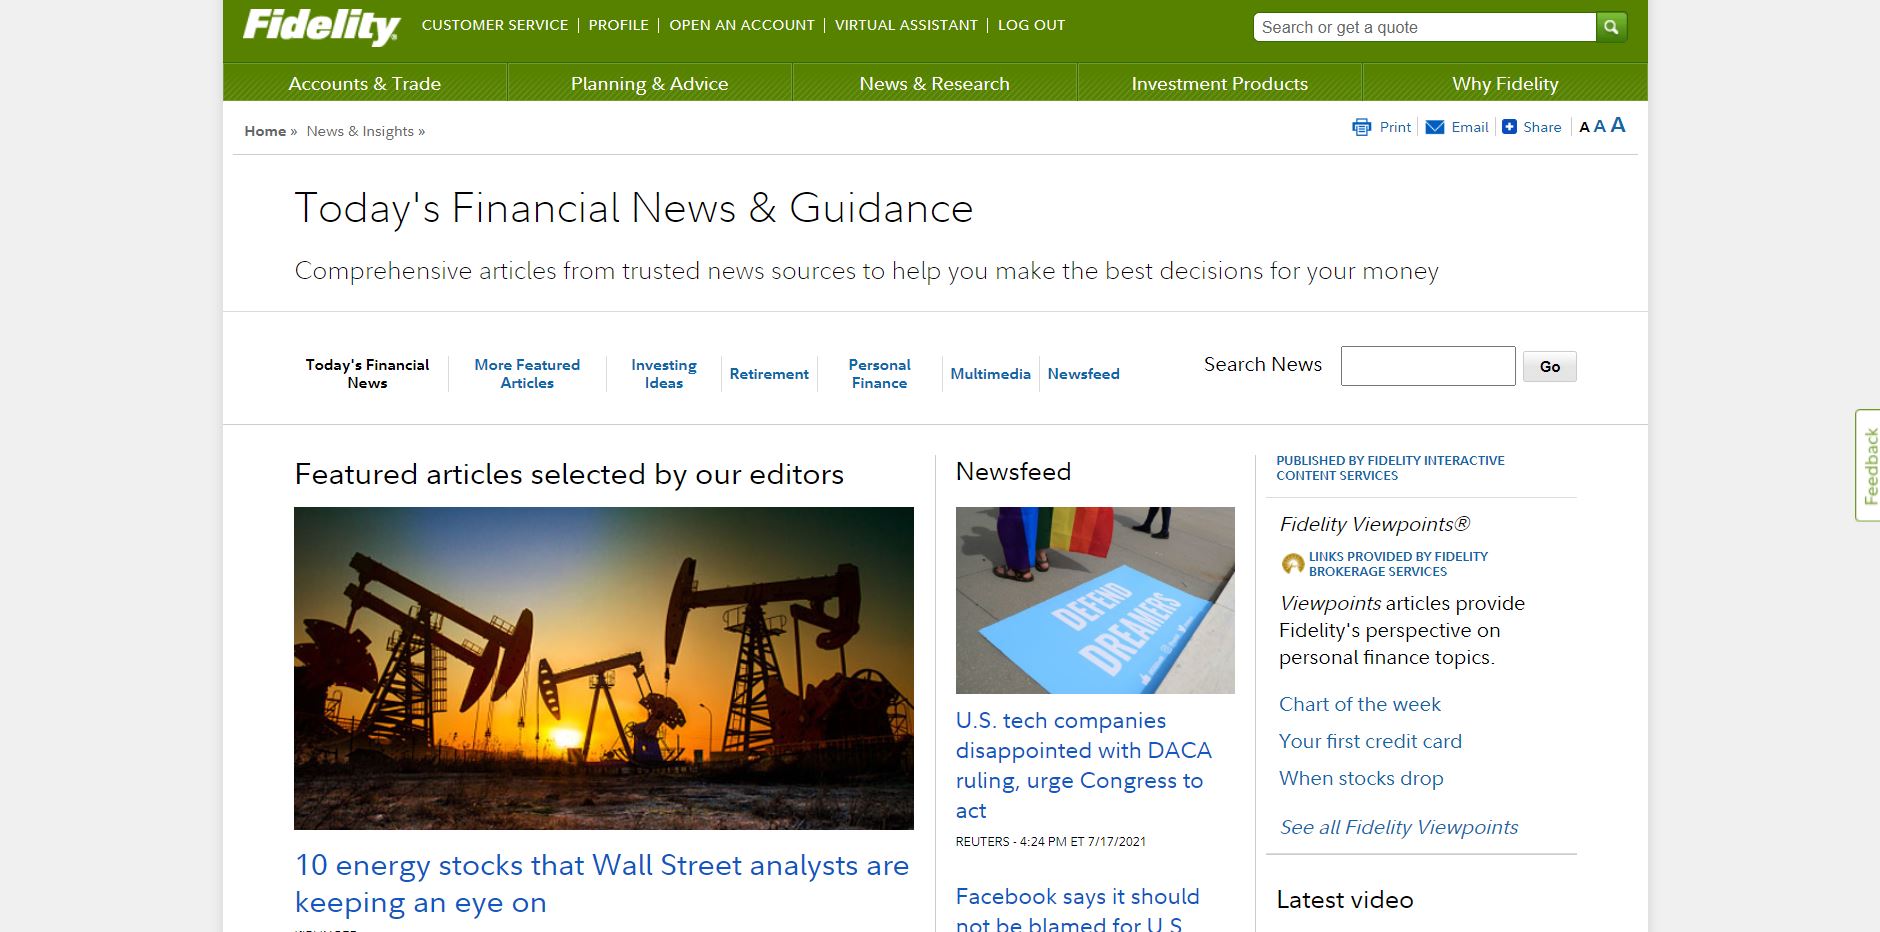 Fidelity
CUSTOMER SERVICE | PROFILE | OPEN AN ACCOUNT | VIRTUAL ASSISTANT | LOG OUT
Search or get a quote
Accounts & Trade
Planning & Advice
News & Research
Investment Products
Why Fidelity
Home » News & Insights »
Print
Email
Share
A A A
Today's Financial News & Guidance
Comprehensive articles from trusted news sources to help you make the best decisions for your money
Today's Financial
News
More Featured
Articles
Investing
Ideas
Retirement
Personal
Finance
Multimedia
Newsfeed
Search News
Go
Feedback
Featured articles selected by our editors
10 energy stocks that Wall Street analysts are
keeping an eye on
Newsfeed
DEFEND
DREAMERS
U.S. tech companies
disappointed with DACA
ruling, urge Congress to
act
REUTERS - 4:24 PM ET 7/17/2021
Facebook says it should
not be blamed for U.S.
PUBLISHED BY FIDELITY INTERACTIVE
CONTENT SERVICES
Fidelity Viewpoints®
LINKS PROVIDED BY FIDELITY
BROKERAGE SERVICES
Viewpoints articles provide
Fidelity's perspective on
personal finance topics.
Chart of the week
Your first credit card
When stocks drop
See all Fidelity Viewpoints
Latest video